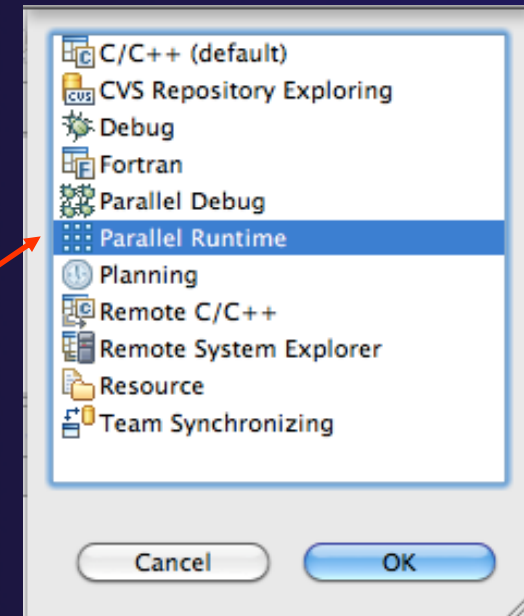 C/C++ (default)
CVS Repository Exploring
Debug
Fortran
Parallel Debug
Parallel Runtime
Planning
Remote C/C++
Remote System Explorer
Resource
Team Synchronizing
Cancel OK